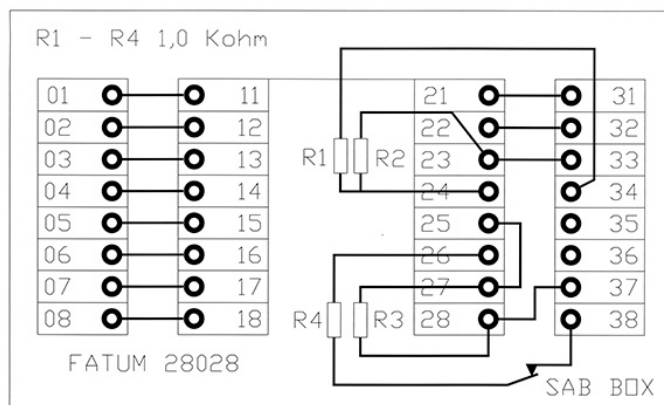 R1 - R4 1,0 Kohm
01 11 21 31
02 12 22 32
03 13 R1 R2 23 33
04 14 24 34
05 15 25 35
06 16 26 36
07 17 27 37
08 18 R4 R3 28 38
FATUM 28028
SAB BOX